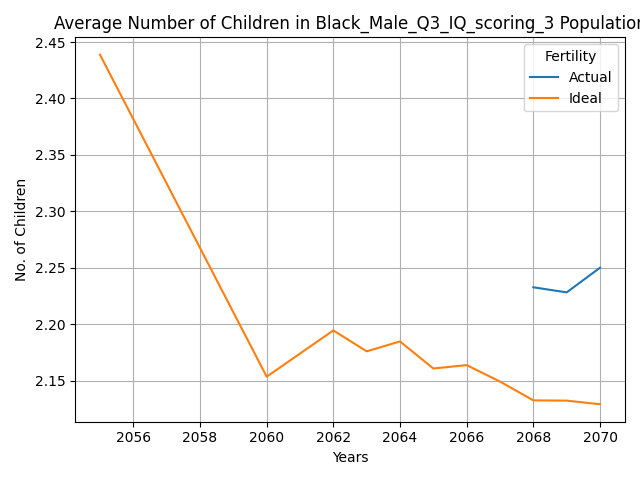 Average Number of Children in Black_Male_Q3_IQ_scoring_3 Population
2.45
2.40
2.35
2.30
2.25
2.20
2.15
No. of Children
Fertility
Actual
Ideal
2056 2058 2060 2062 2064 2066 2068 2070
Years